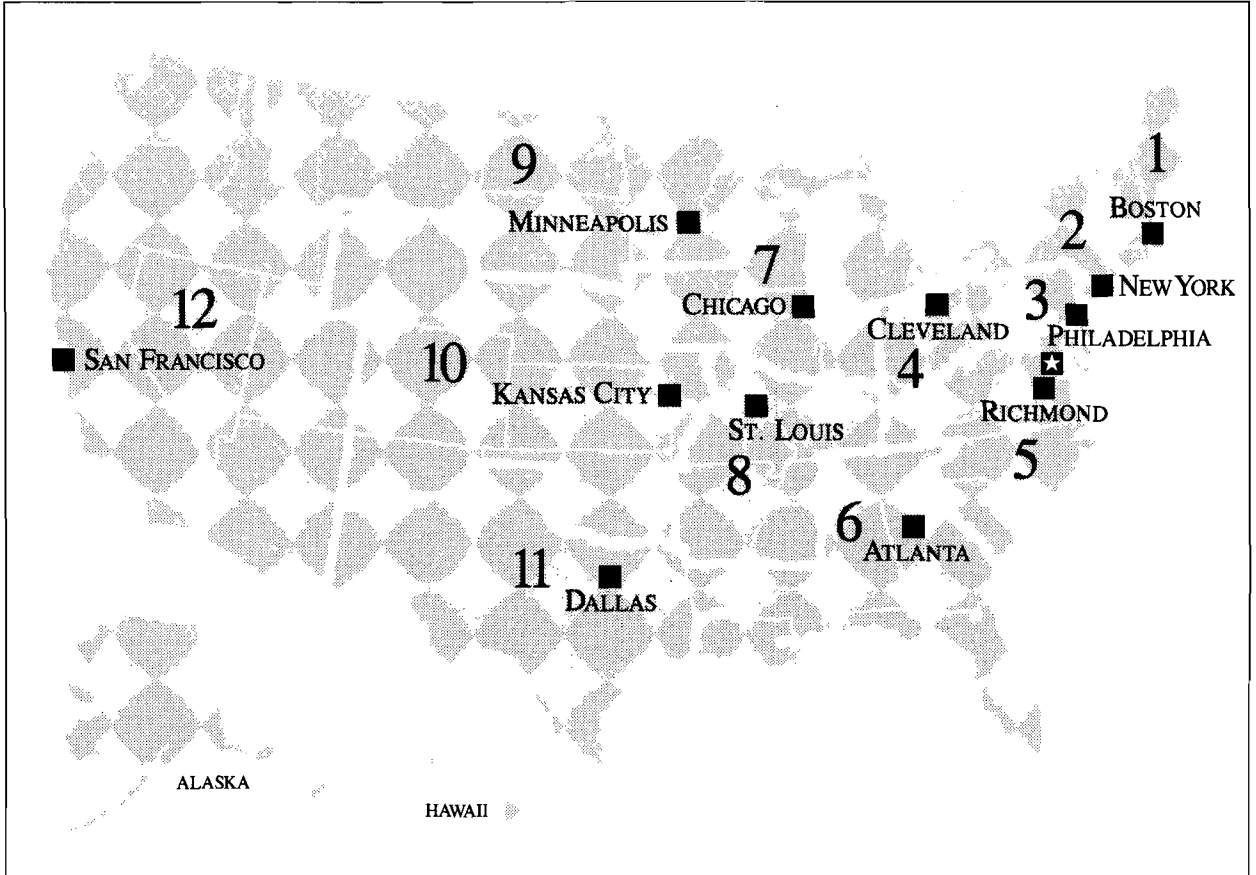 1
BOSTON
2
NEW YORK
3
PHILADELPHIA
9
MINNEAPOLIS
7
CHICAGO
CLEVELAND
4
12
SAN FRANCISCO
10
KANSAS CITY
ST. LOUIS
8
RICHMOND
5
6
ATLANTA
11
DALLAS
ALASKA
HAWAII